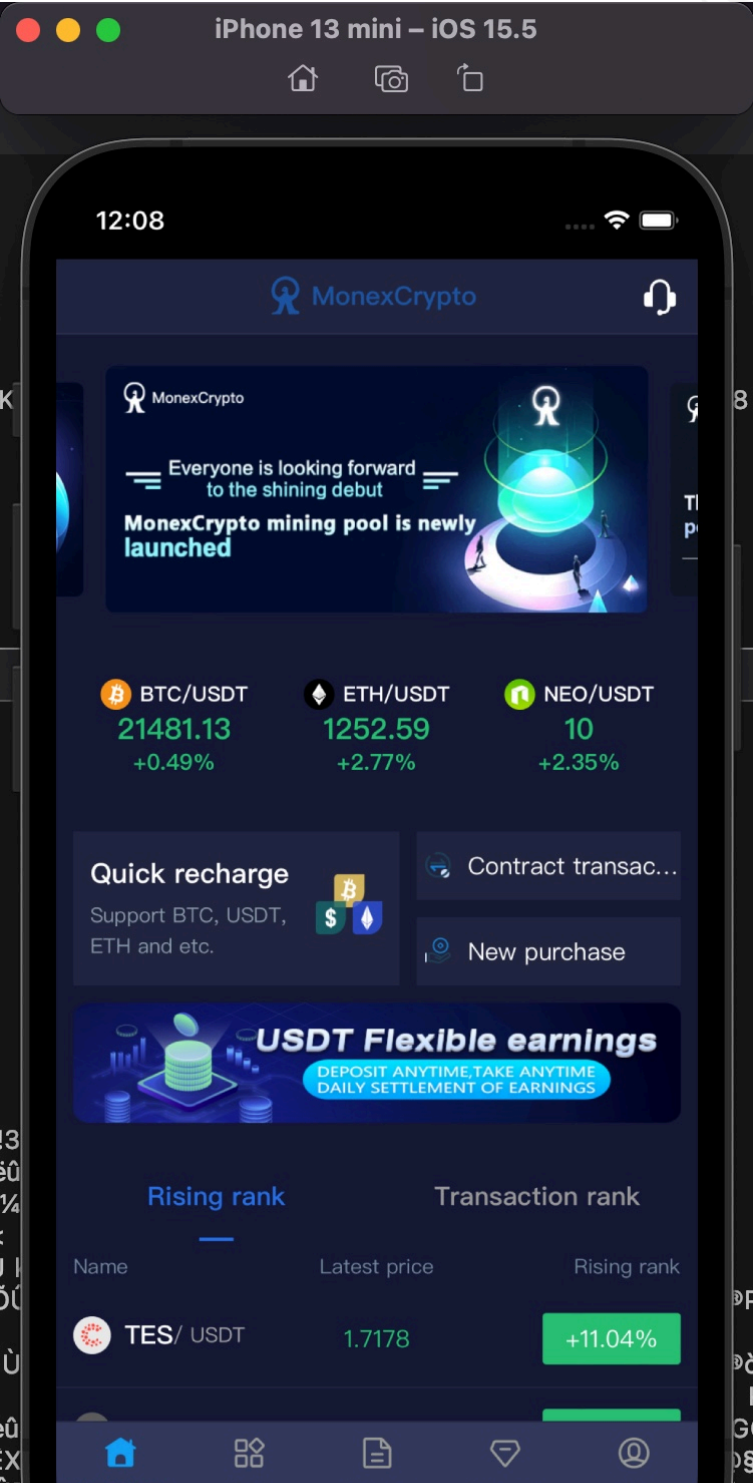 iPhone 13 mini – iOS 15.5
12:08
MonexCrypto
MonexCrypto
Everyone is looking forward
to the shining debut
MonexCrypto mining pool is newly
launched
BTC/USDT
ETH/USDT
NEO/USDT
21481.13
1252.59
10
+0.49%
+2.77%
+2.35%
Quick recharge
Support BTC, USDT,
ETH and etc.
Contract transac...
New purchase
USDT Flexible earnings
DEPOSIT ANYTIME,TAKE ANYTIME
DAILY SETTLEMENT OF EARNINGS
Rising rank
Transaction rank
Name
Latest price
Rising rank
TES/ USDT
1.7178
+11.04%